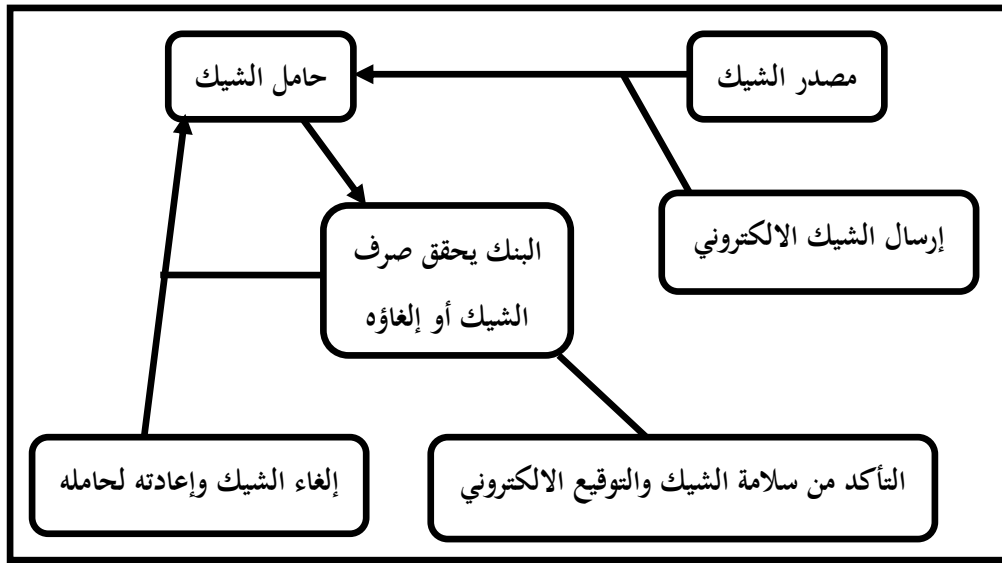 مصدر الشيك
حامل الشيك
إرسال الشيك الالكتروني
البنك يحقق صرف
الشيك أو إلغاؤه
التأكد من سلامة الشيك والتوقيع الالكتروني
إلغاء الشيك وإعادته لحامله